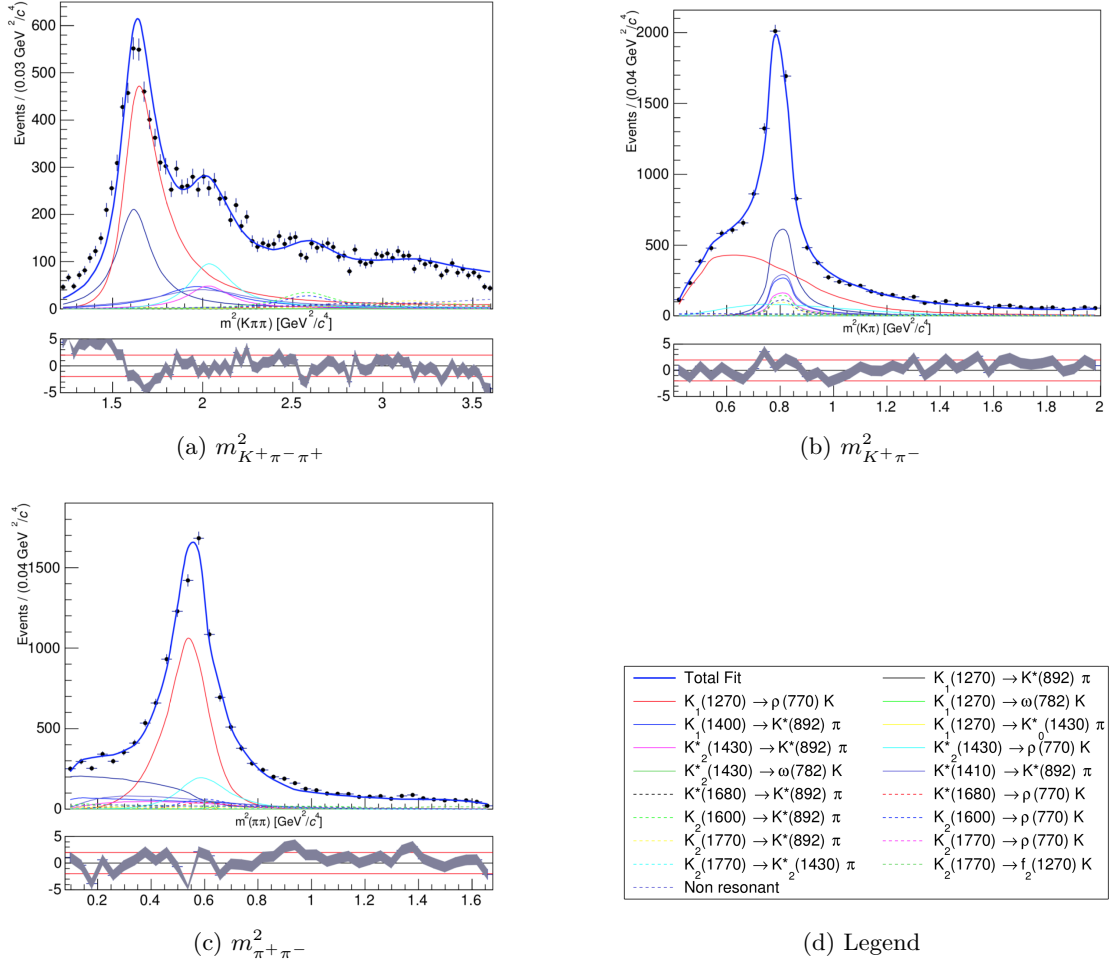 Events / (0.03 GeV²/c⁴)
600
500
400
300
200
100
0
m²(Kππ) [GeV²/c⁴]
5
0
-5
1.5 2 2.5 3 3.5
(a) m²_{K⁺π⁻π⁺}
Events / (0.04 GeV²/c⁴)
2000
1500
1000
500
0
m²(Kπ) [GeV²/c⁴]
5
0
-5
0.6 0.8 1 1.2 1.4 1.6 1.8 2
(b) m²_{K⁺π⁻}
Events / (0.04 GeV²/c⁴)
1500
1000
500
0
m²(ππ) [GeV²/c⁴]
5
0
-5
0.2 0.4 0.6 0.8 1 1.2 1.4 1.6
(c) m²_{π⁺π⁻}
Total Fit K₁(1270) → K*(892) π
K₁(1270) → ρ(770) K K₁(1270) → ω(782) K
K₁(1400) → K*(892) π K₁(1270) → K*₀(1430) π
K*₂(1430) → K*(892) π K*₂(1430) → ρ(770) K
K*₂(1430) → ω(782) K K*(1410) → K*(892) π
K*(1680) → K*(892) π K*(1680) → ρ(770) K
K₂(1600) → K*(892) π K₂(1600) → ρ(770) K
K₂(1770) → K*(892) π K₂(1770) → ρ(770) K
K₂(1770) → K*₂(1430) π K₂(1770) → f₂(1270) K
Non resonant
(d) Legend